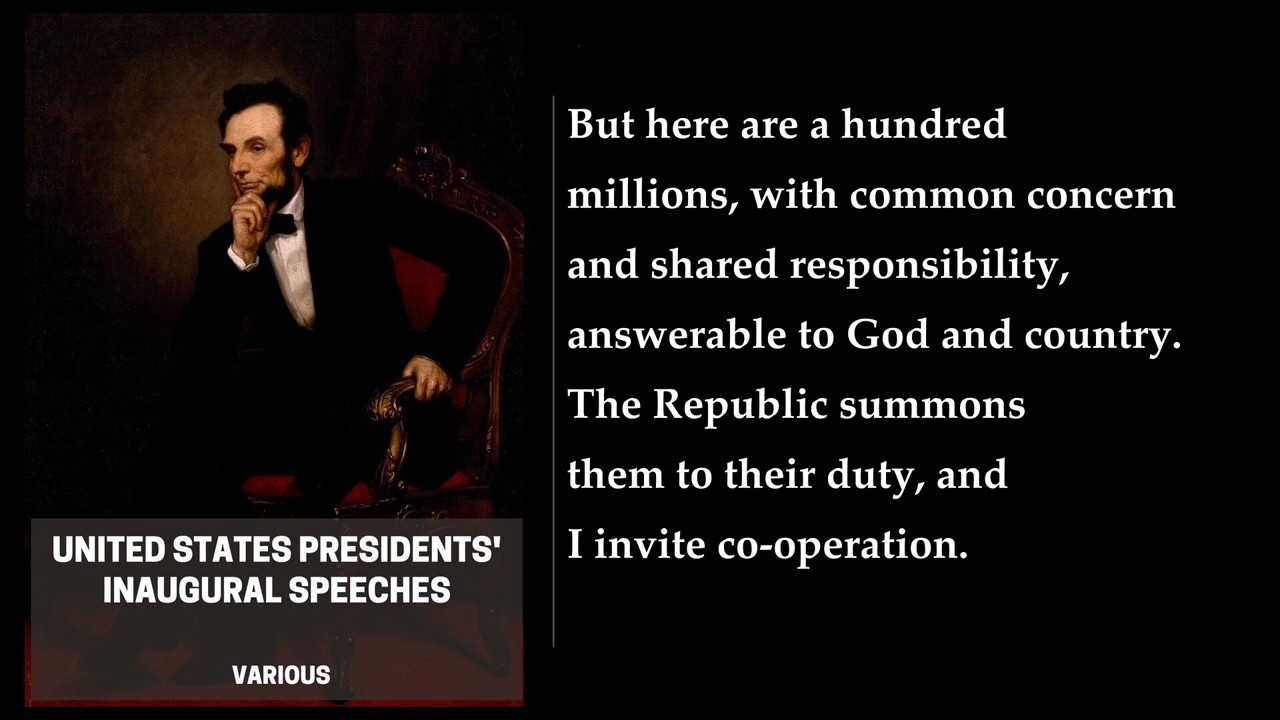 UNITED STATES PRESIDENTS'
INAUGURAL SPEECHES
VARIOUS
But here are a hundred
millions, with common concern
and shared responsibility,
answerable to God and country.
The Republic summons
them to their duty, and
I invite co-operation.